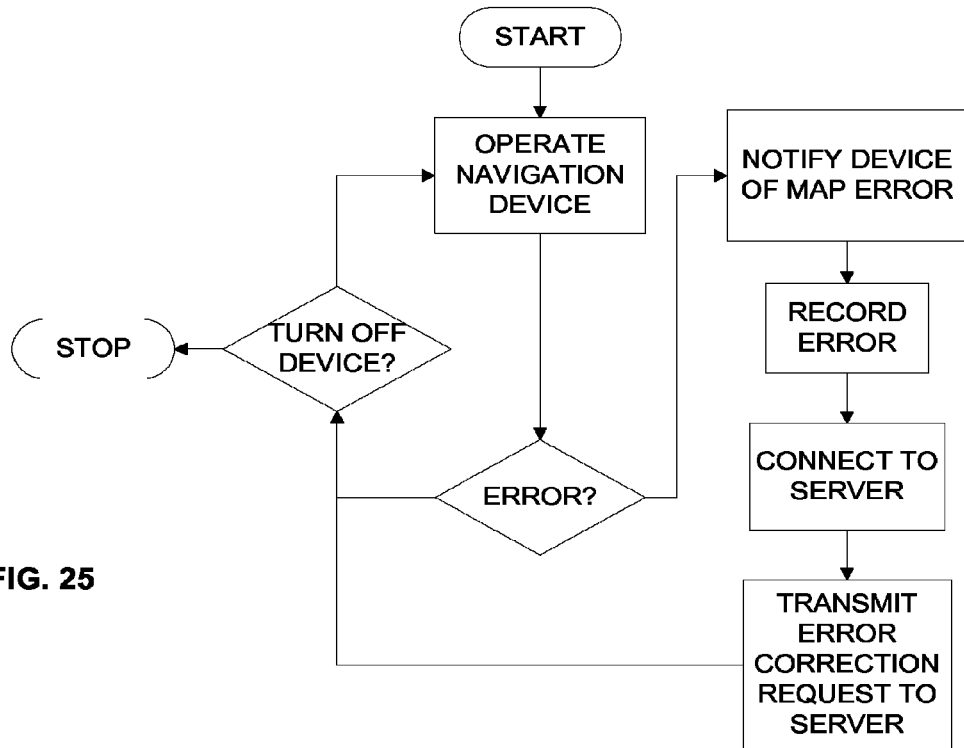 START
OPERATE
NAVIGATION
DEVICE
NOTIFY DEVICE
OF MAP ERROR
RECORD
ERROR
STOP
TURN OFF
DEVICE?
CONNECT TO
SERVER
ERROR?
FIG. 25
TRANSMIT
ERROR
CORRECTION
REQUEST TO
SERVER